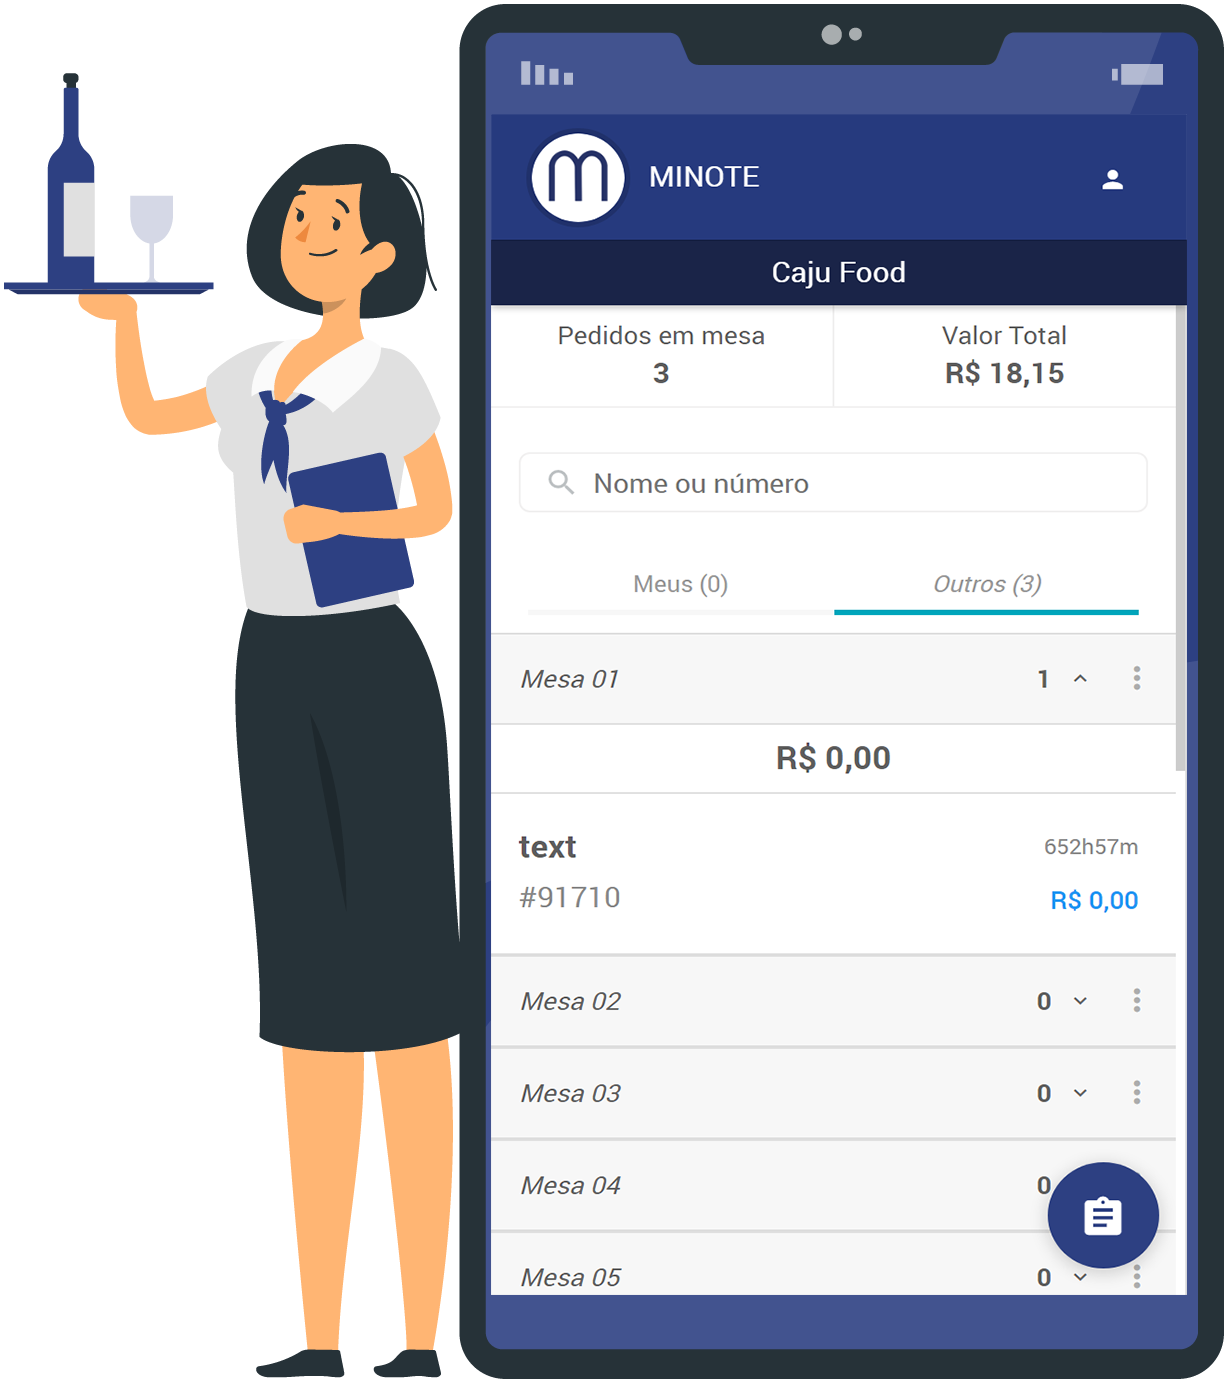 m MINOTE
Caju Food
Pedidos em mesa
3
Valor Total
R$ 18,15
Nome ou número
Meus (0)
Outros (3)
Mesa 01 1
R$ 0,00
text 652h57m
#91710 R$ 0,00
Mesa 02 0
Mesa 03 0
Mesa 04 0
Mesa 05 0